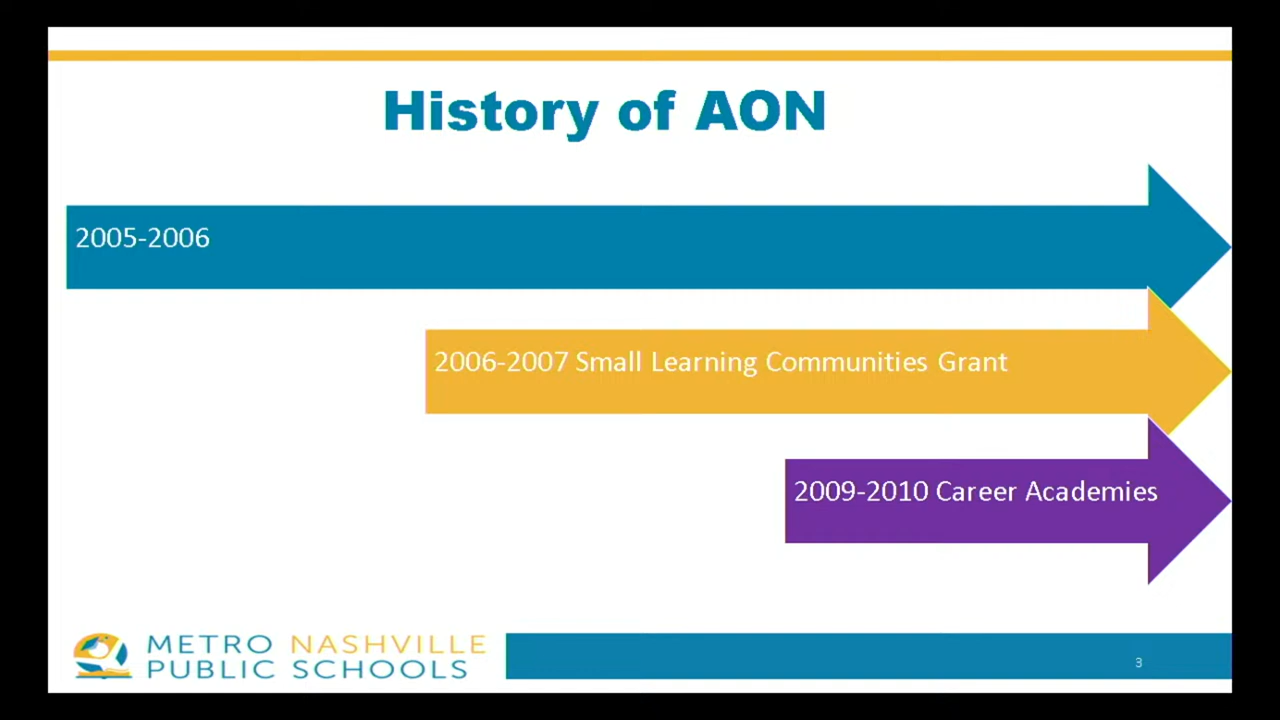 History of AON
2005-2006
2006-2007 Small Learning Communities Grant
2009-2010 Career Academies
METRO NASHVILLE
PUBLIC SCHOOLS
3